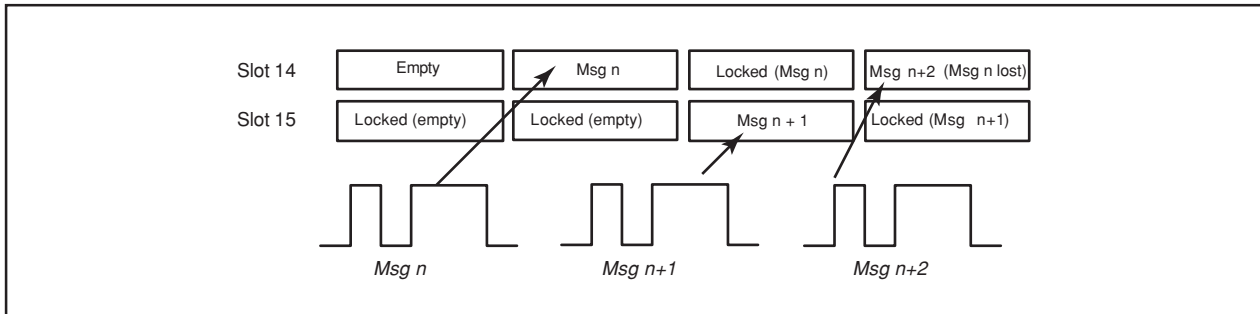 Slot 14 Empty Msg n Locked (Msg n) Msg n+2 (Msg n lost)
Slot 15 Locked (empty) Locked (empty) Msg n + 1 Locked (Msg n+1)
Msg n Msg n+1 Msg n+2